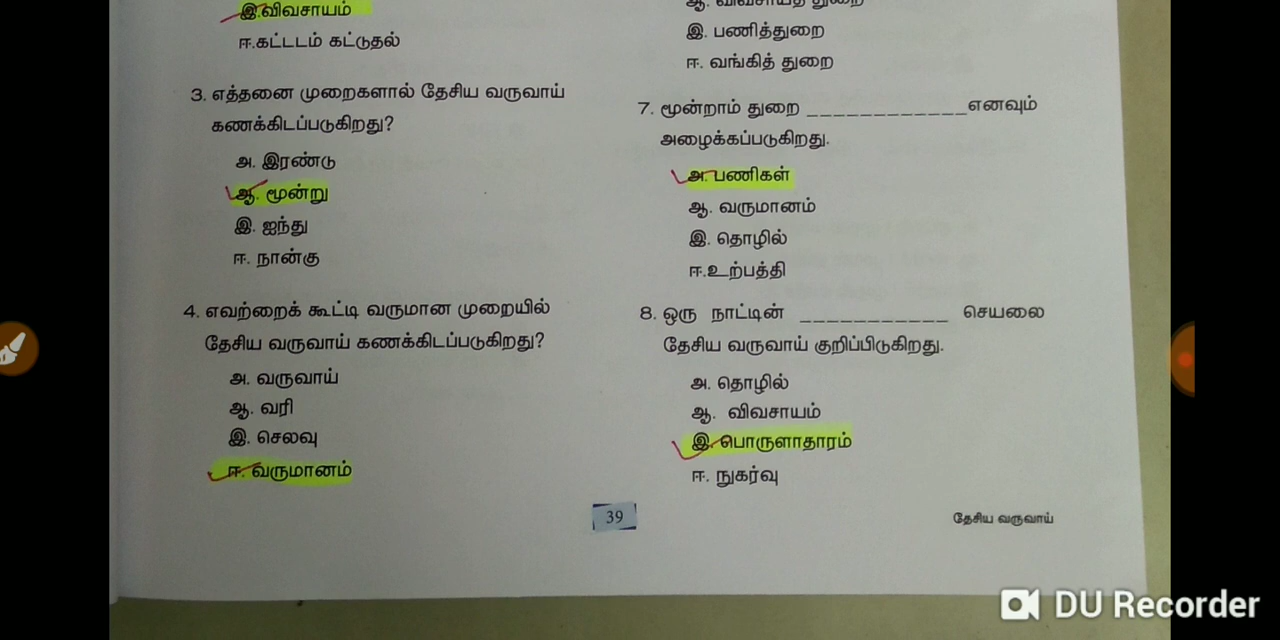 இ.விவசாயம்
ஈ.கட்டடம் கட்டுதல்
3. எத்தனை முறைகளால் தேசிய வருவாய்
கணக்கிடப்படுகிறது?
அ. இரண்டு
ஆ. மூன்று
இ. ஐந்து
ஈ. நான்கு
4. எவற்றைக் கூட்டி வருமான முறையில்
தேசிய வருவாய் கணக்கிடப்படுகிறது?
அ. வருவாய்
ஆ. வரி
இ. செலவு
ஈ. வருமானம்
ஆ. விவசாயத் துறை
இ. பணித்துறை
ஈ. வங்கித் துறை
7. மூன்றாம் துறை ____________எனவும்
அழைக்கப்படுகிறது.
அ. பணிகள்
ஆ. வருமானம்
இ. தொழில்
ஈ.உற்பத்தி
8. ஒரு நாட்டின் ___________ செயலை
தேசிய வருவாய் குறிப்பிடுகிறது.
அ. தொழில்
ஆ. விவசாயம்
இ. பொருளாதாரம்
ஈ. நுகர்வு
39
தேசிய வருவாய்
DU Recorder